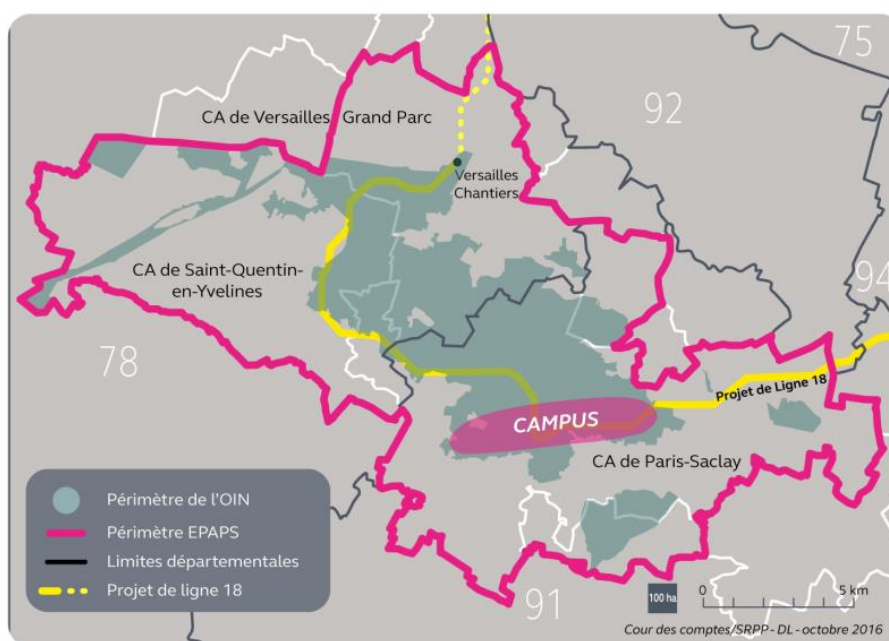 75
92
CA de Versailles Grand Parc
Versailles
Chantiers
CA de Saint-Quentin-
en-Yvelines
94
78
Projet de Ligne 18
CAMPUS
CA de Paris-Saclay
Périmètre de l'OIN
Périmètre EPAPS
Limites départementales
Projet de ligne 18
91
100 ha
0 5 km
Cour des comptes/SRPP - DL - octobre 2016